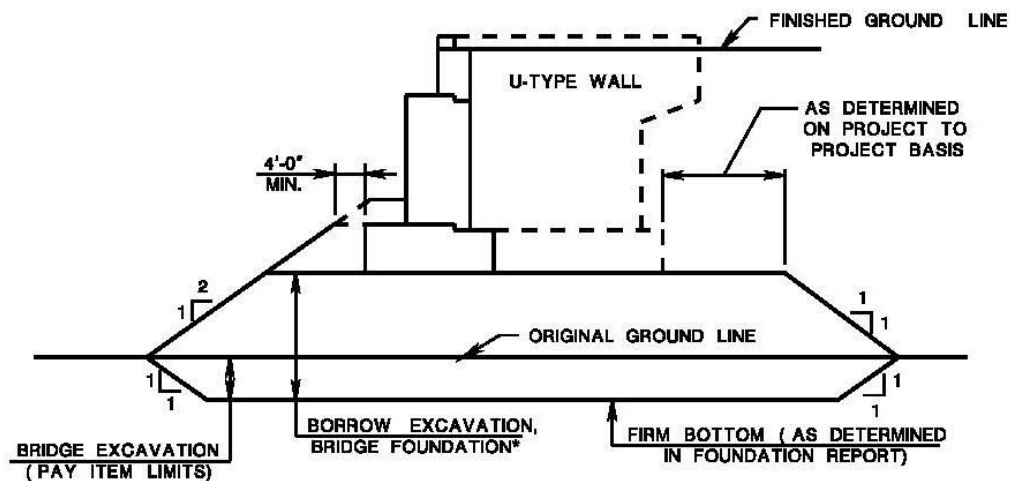 FINISHED GROUND LINE
U-TYPE WALL
AS DETERMINED
ON PROJECT TO
PROJECT BASIS
4'-0"
MIN.
2
1
1
1
ORIGINAL GROUND LINE
1
1
1
1
BORROW EXCAVATION,
BRIDGE FOUNDATION*
BRIDGE EXCAVATION
(PAY ITEM LIMITS)
FIRM BOTTOM (AS DETERMINED
IN FOUNDATION REPORT)